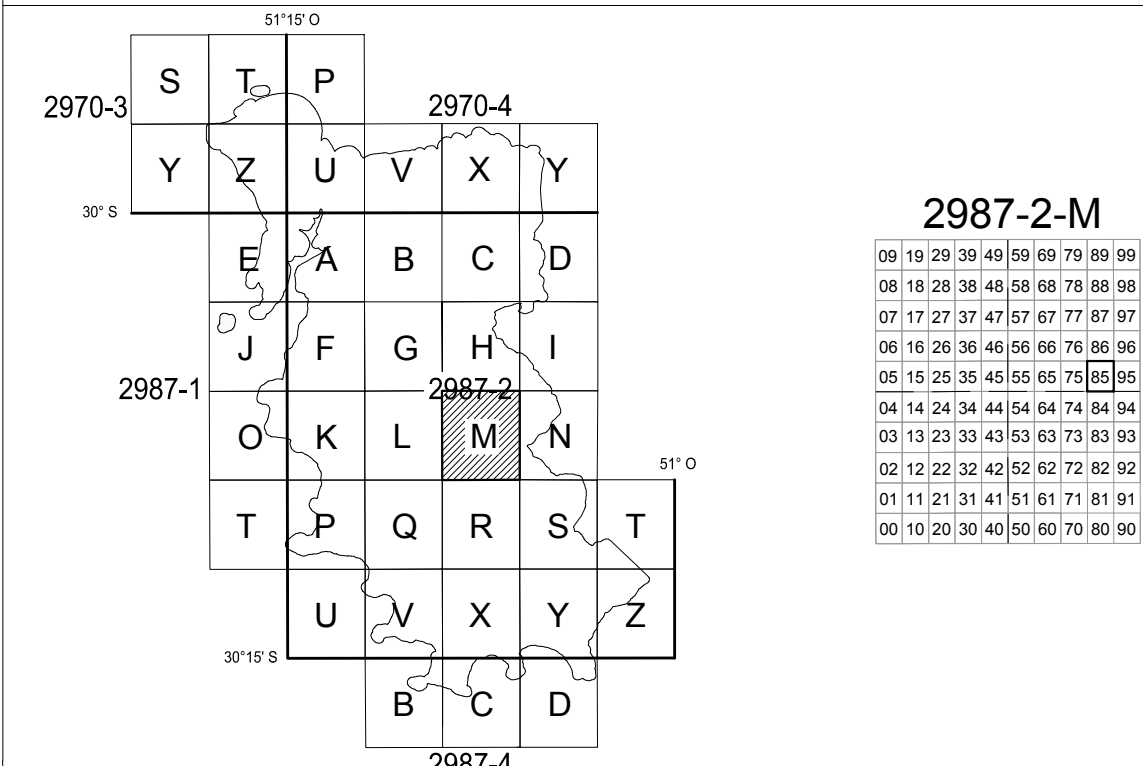 51°15' O
S T P
2970-3 2970-4
Y Z U V X Y
30° S
E A B C D
J F G H I
2987-1 2987-2
O K L M N
51° O
T P Q R S T
U V X Y Z
30°15' S
B C D
2987-4
2987-2-M
09 19 29 39 49 59 69 79 89 99
08 18 28 38 48 58 68 78 88 98
07 17 27 37 47 57 67 77 87 97
06 16 26 36 46 56 66 76 86 96
05 15 25 35 45 55 65 75 85 95
04 14 24 34 44 54 64 74 84 94
03 13 23 33 43 53 63 73 83 93
02 12 22 32 42 52 62 72 82 92
01 11 21 31 41 51 61 71 81 91
00 10 20 30 40 50 60 70 80 90